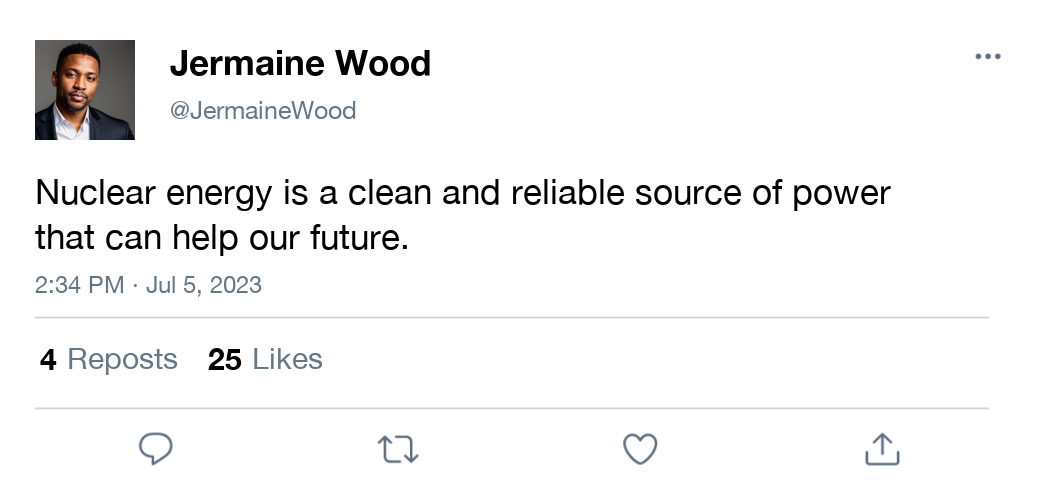 Jermaine Wood
@JermaineWood
Nuclear energy is a clean and reliable source of power
that can help our future.
2:34 PM · Jul 5, 2023
4 Reposts 25 Likes